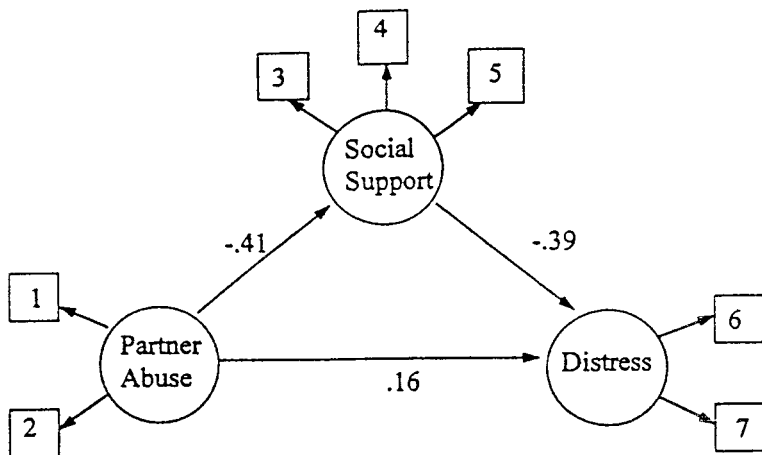 4
3
5
Social
Support
-.41
-.39
1
6
Partner
Abuse
Distress
.16
2
7